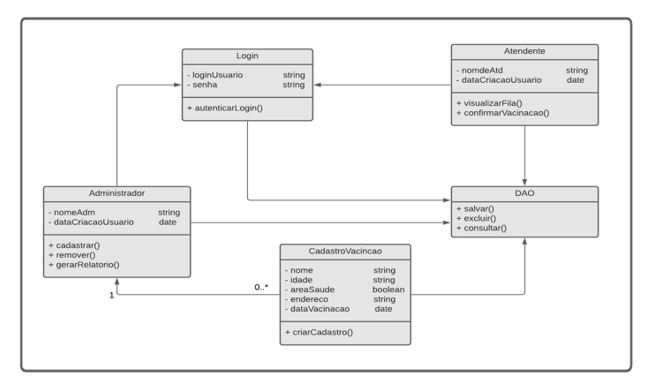 Login
- loginUsuario string
- senha string
+ autenticarLogin()
Atendente
- nomdeAtd string
- dataCriacaoUsuario date
+ visualizarFila()
+ confirmarVacinacao()
Administrador
- nomeAdm string
- dataCriacaoUsuario date
+ cadastrar()
+ remover()
+ gerarRelatorio()
DAO
+ salvar()
+ excluir()
+ consultar()
CadastroVacincao
- nome string
- idade string
- areaSaude boolean
- endereco string
- dataVacinacao date
+ criarCadastro()
0..*
1